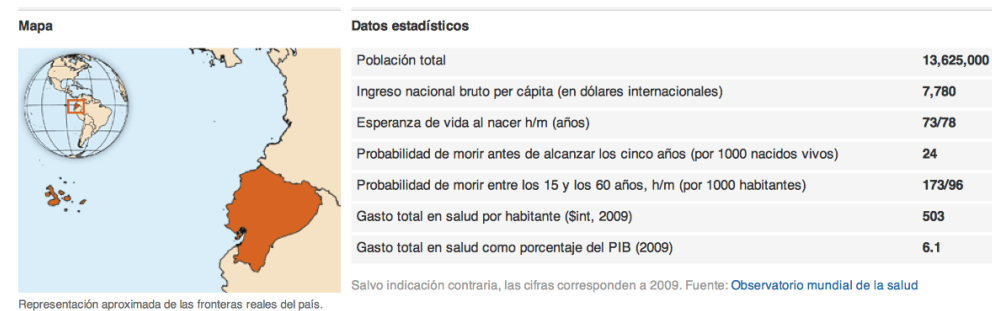 Mapa
Datos estadísticos
Población total 13,625,000
Ingreso nacional bruto per cápita (en dólares internacionales) 7,780
Esperanza de vida al nacer h/m (años) 73/78
Probabilidad de morir antes de alcanzar los cinco años (por 1000 nacidos vivos) 24
Probabilidad de morir entre los 15 y los 60 años, h/m (por 1000 habitantes) 173/96
Gasto total en salud por habitante ($int, 2009) 503
Gasto total en salud como porcentaje del PIB (2009) 6.1
Salvo indicación contraria, las cifras corresponden a 2009. Fuente: Observatorio mundial de la salud
Representación aproximada de las fronteras reales del país.